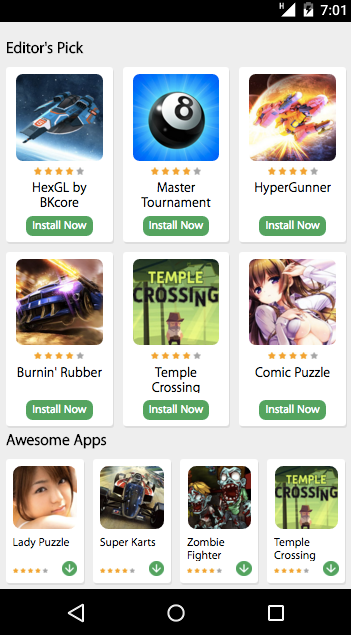 H 7:01
Editor's Pick
8
HexGL by
BKcore
Master
Tournament
HyperGunner
Install Now
Install Now
Install Now
TEMPLE
CROSSING
Burnin' Rubber
Temple
Crossing
Comic Puzzle
Install Now
Install Now
Install Now
Awesome Apps
TEMPLE
CROSSING
Lady Puzzle
Super Karts
Zombie
Fighter
Temple
Crossing